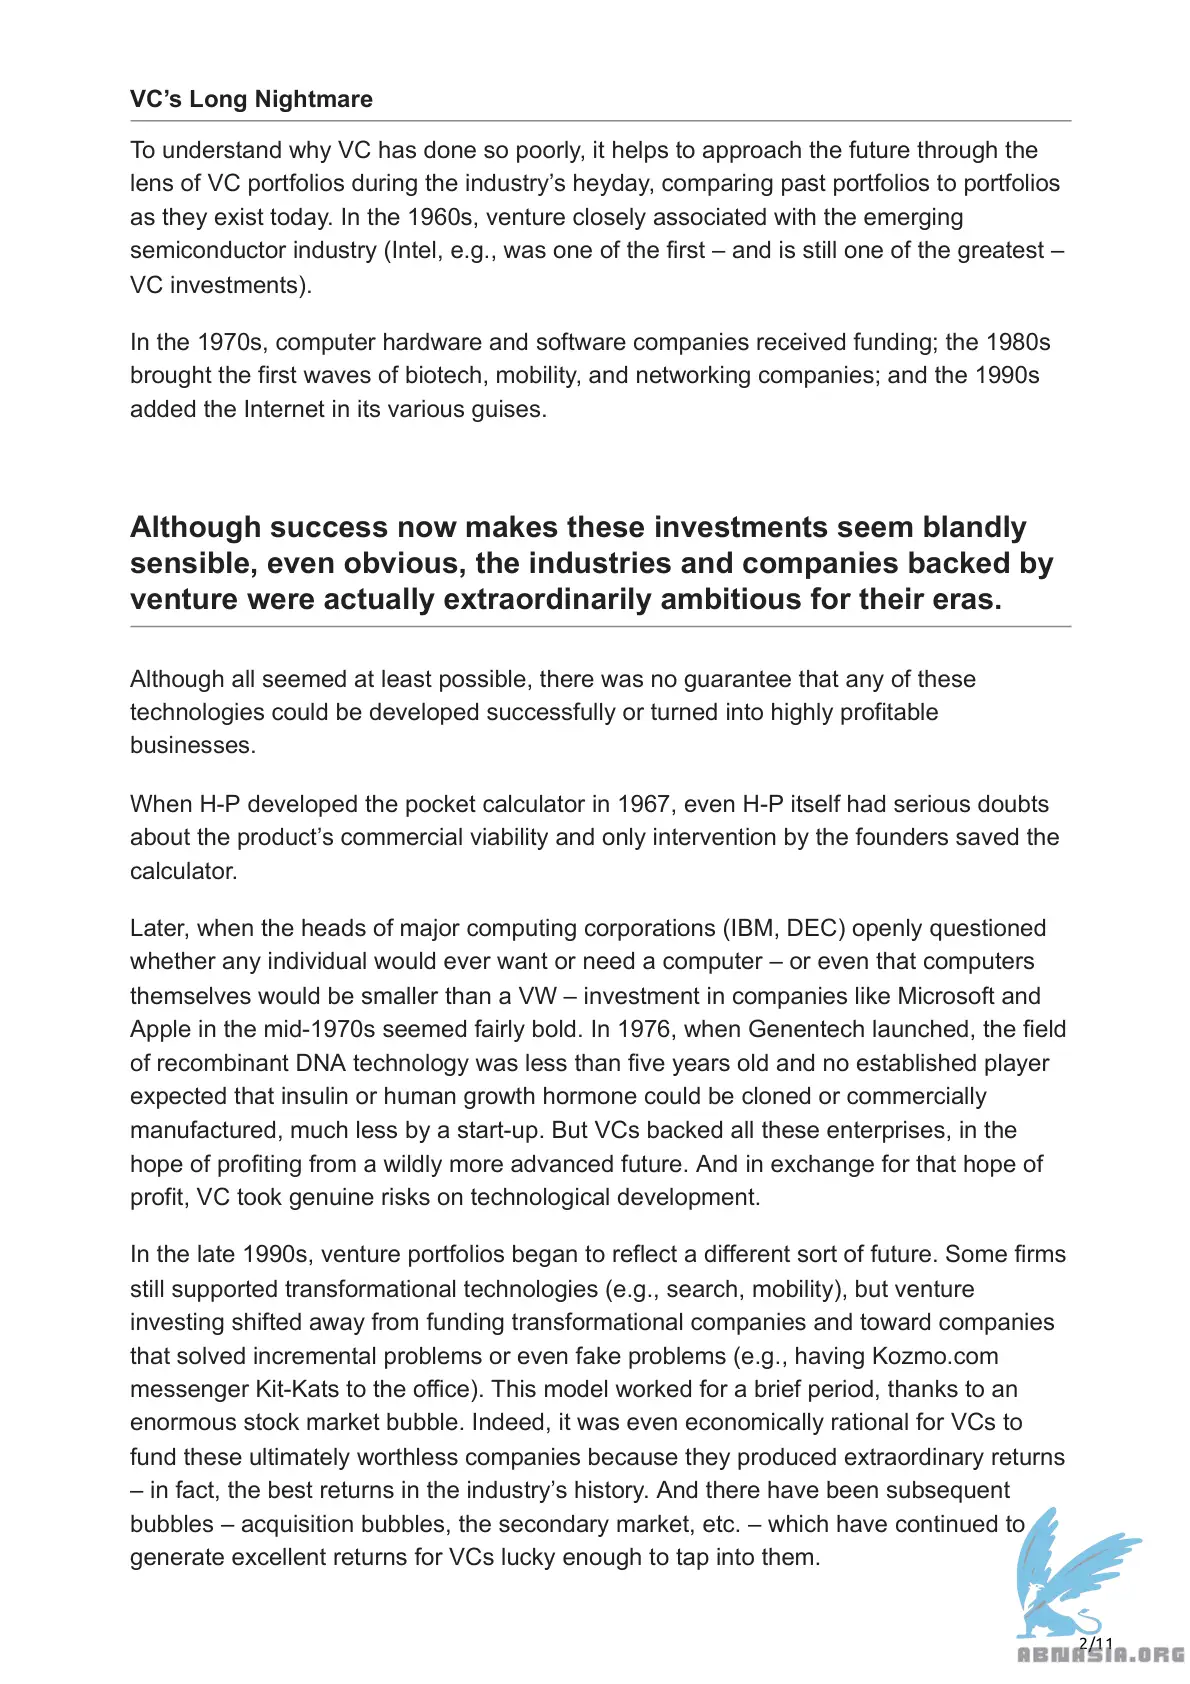 VC’s Long Nightmare
To understand why VC has done so poorly, it helps to approach the future through the
lens of VC portfolios during the industry’s heyday, comparing past portfolios to portfolios
as they exist today. In the 1960s, venture closely associated with the emerging
semiconductor industry (Intel, e.g., was one of the first – and is still one of the greatest –
VC investments).
In the 1970s, computer hardware and software companies received funding; the 1980s
brought the first waves of biotech, mobility, and networking companies; and the 1990s
added the Internet in its various guises.
Although success now makes these investments seem blandly
sensible, even obvious, the industries and companies backed by
venture were actually extraordinarily ambitious for their eras.
Although all seemed at least possible, there was no guarantee that any of these
technologies could be developed successfully or turned into highly profitable
businesses.
When H-P developed the pocket calculator in 1967, even H-P itself had serious doubts
about the product’s commercial viability and only intervention by the founders saved the
calculator.
Later, when the heads of major computing corporations (IBM, DEC) openly questioned
whether any individual would ever want or need a computer – or even that computers
themselves would be smaller than a VW – investment in companies like Microsoft and
Apple in the mid-1970s seemed fairly bold. In 1976, when Genentech launched, the field
of recombinant DNA technology was less than five years old and no established player
expected that insulin or human growth hormone could be cloned or commercially
manufactured, much less by a start-up. But VCs backed all these enterprises, in the
hope of profiting from a wildly more advanced future. And in exchange for that hope of
profit, VC took genuine risks on technological development.
In the late 1990s, venture portfolios began to reflect a different sort of future. Some firms
still supported transformational technologies (e.g., search, mobility), but venture
investing shifted away from funding transformational companies and toward companies
that solved incremental problems or even fake problems (e.g., having Kozmo.com
messenger Kit-Kats to the office). This model worked for a brief period, thanks to an
enormous stock market bubble. Indeed, it was even economically rational for VCs to
fund these ultimately worthless companies because they produced extraordinary returns
– in fact, the best returns in the industry’s history. And there have been subsequent
bubbles – acquisition bubbles, the secondary market, etc. – which have continued to
generate excellent returns for VCs lucky enough to tap into them.
2/11
ABNASIA.ORG